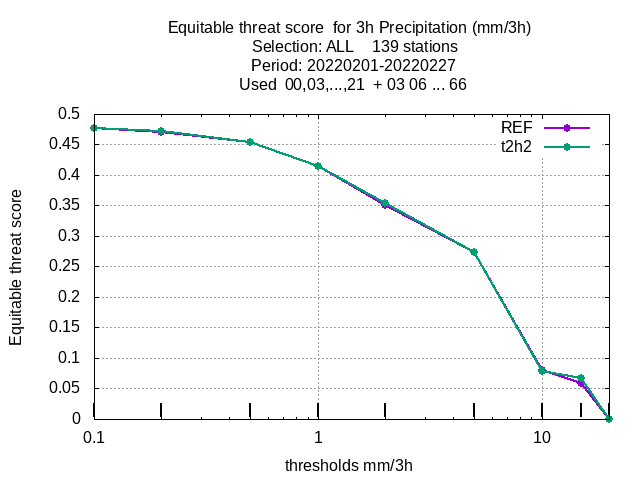 Equitable threat score  for 3h Precipitation (mm/3h)
Selection: ALL    139 stations
Period: 20220201-20220227
Used  00,03,...,21  + 03 06 ... 66
REF
t2h2
0.5
0.45
0.4
0.35
0.3
0.25
0.2
0.15
0.1
0.05
0
Equitable threat score
0.1 1 10
thresholds mm/3h